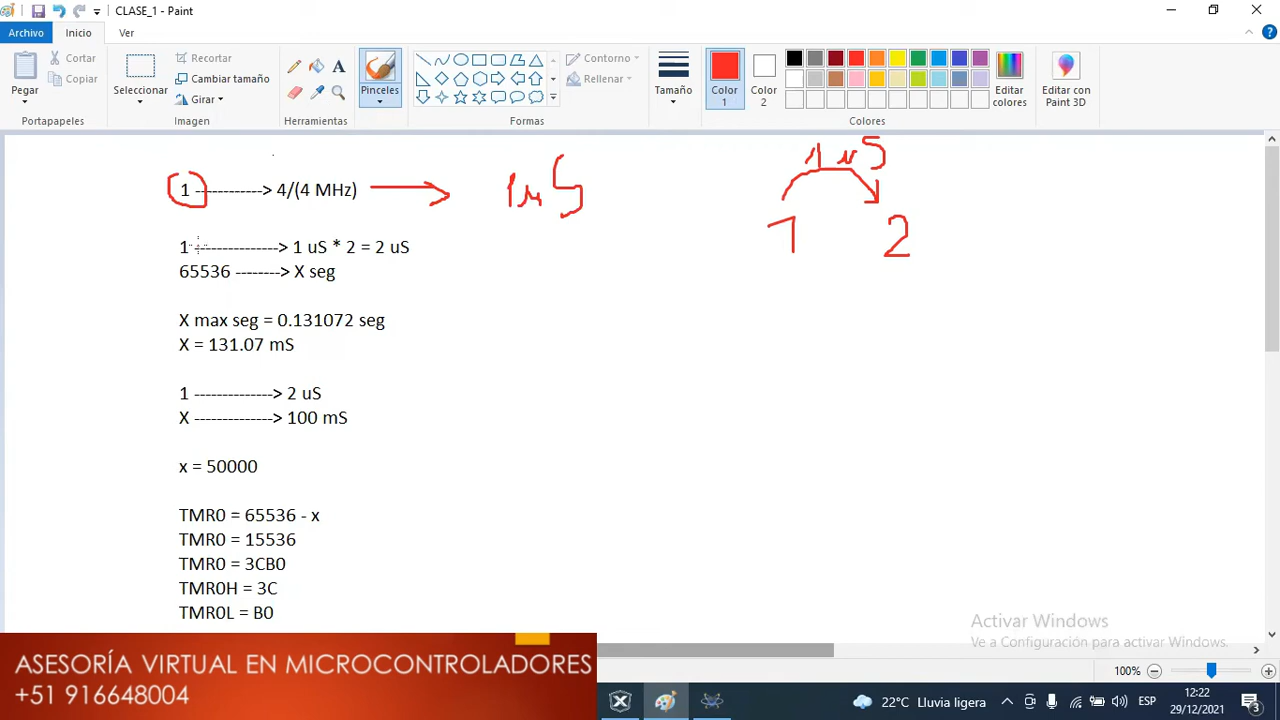 CLASE_1 - Paint
Archivo Inicio Ver
Pegar
Cortar
Copiar
Portapapeles
Seleccionar
Recortar
Cambiar tamaño
Girar
Imagen
A
Herramientas
Pinceles
Contorno
Rellenar
Formas
Tamaño
Color
1
Color
2
Editar
colores
Editar con
Paint 3D
Colores
1 ------------> 4/(4 MHz)
1uS
1 uS
1 2
1 ---------------> 1 uS * 2 = 2 uS
65536 --------> X seg
X max seg = 0.131072 seg
X = 131.07 mS
1 --------------> 2 uS
X --------------> 100 mS
x = 50000
TMR0 = 65536 - x
TMR0 = 15536
TMR0 = 3CB0
TMR0H = 3C
TMR0L = B0
Activar Windows
Ve a Configuración para activar Windows.
100%
ASESORÍA VIRTUAL EN MICROCONTROLADORES
+51 916648004
22°C Lluvia ligera
ESP
12:22
29/12/2021
3